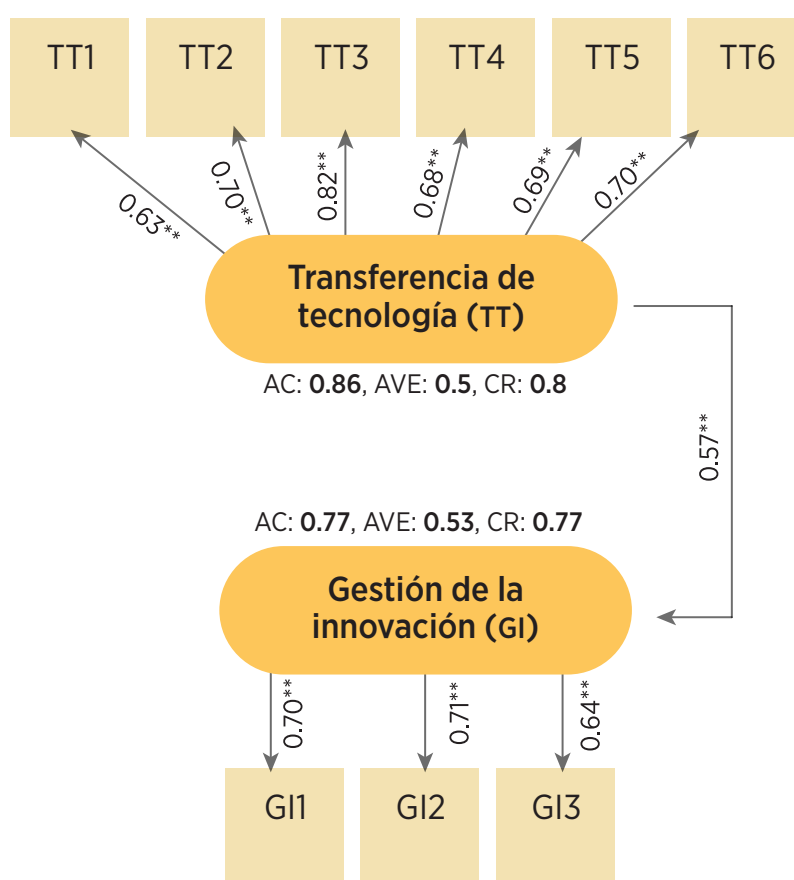 TT1 TT2 TT3 TT4 TT5 TT6
0.63** 0.70** 0.82** 0.68** 0.69** 0.70**
Transferencia de
tecnología (TT)
AC: 0.86, AVE: 0.5, CR: 0.8
0.57**
AC: 0.77, AVE: 0.53, CR: 0.77
Gestión de la
innovación (GI)
0.70** 0.71** 0.64**
GI1 GI2 GI3